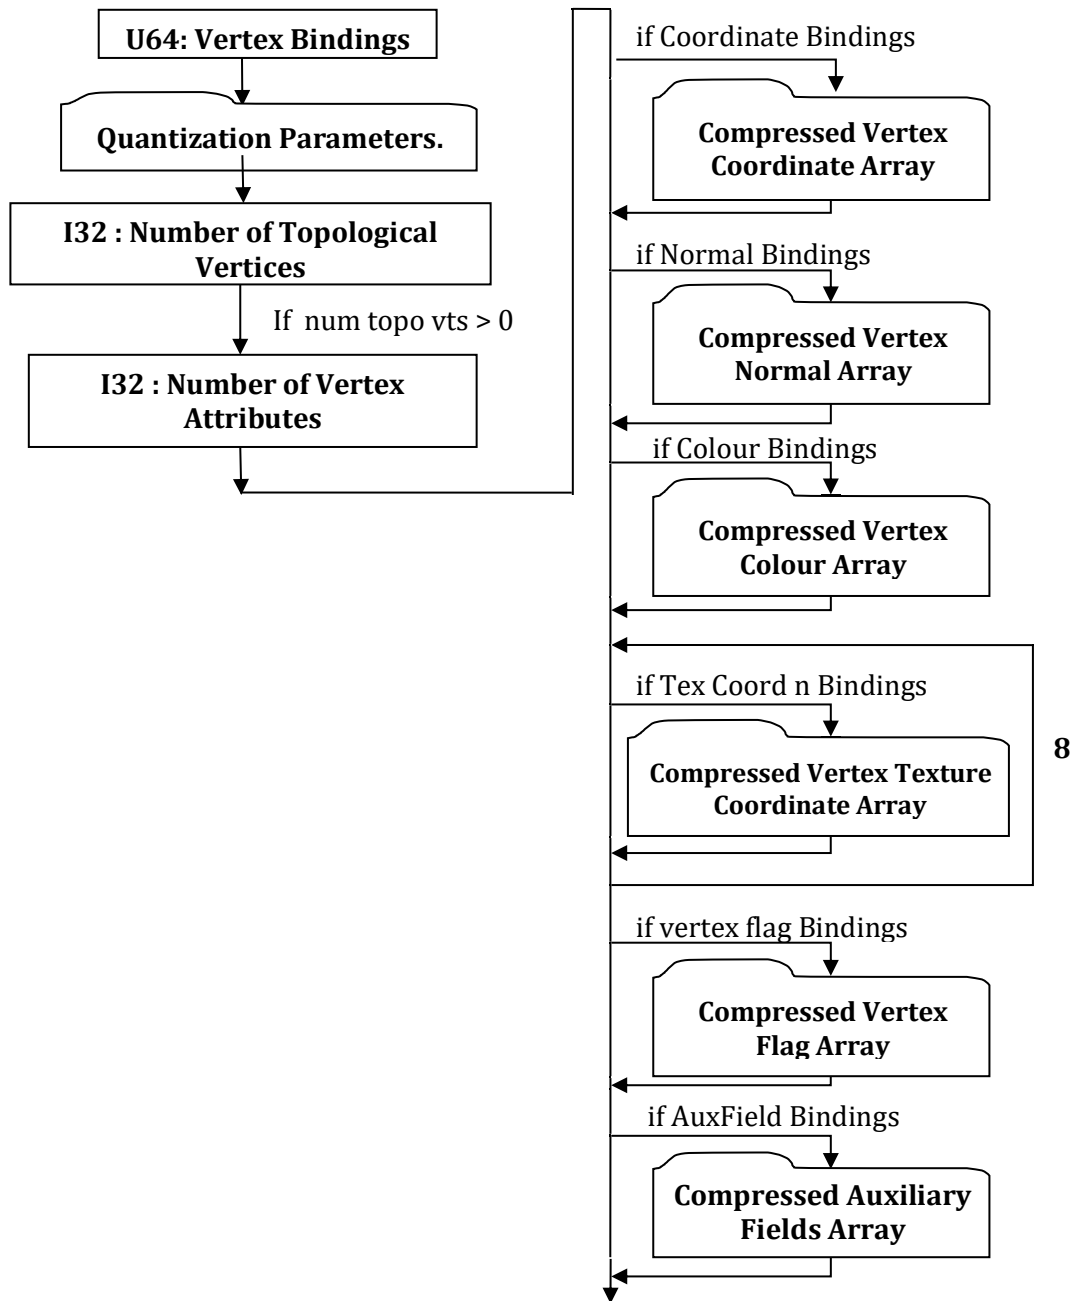 U64: Vertex Bindings
Quantization Parameters.
I32 : Number of Topological
Vertices
If num topo vts > 0
I32 : Number of Vertex
Attributes
if Coordinate Bindings
Compressed Vertex
Coordinate Array
if Normal Bindings
Compressed Vertex
Normal Array
if Colour Bindings
Compressed Vertex
Colour Array
if Tex Coord n Bindings
8
Compressed Vertex Texture
Coordinate Array
if vertex flag Bindings
Compressed Vertex
Flag Array
if AuxField Bindings
Compressed Auxiliary
Fields Array